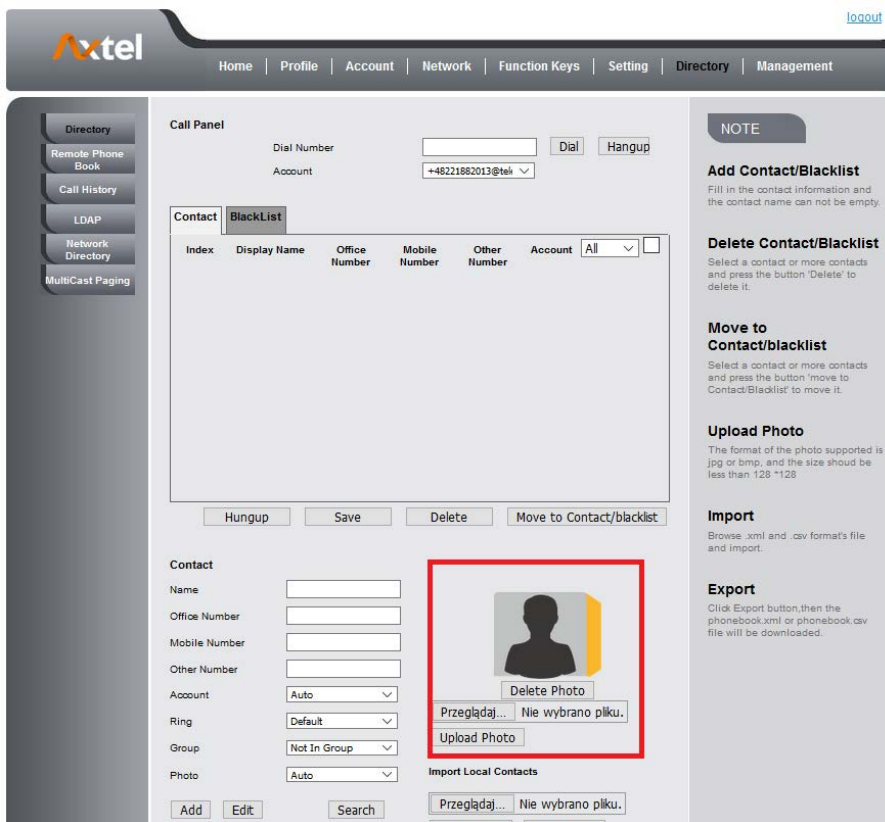 logout
Axtel
Home | Profile | Account | Network | Function Keys | Setting | Directory | Management
Directory
Remote Phone
Book
Call History
LDAP
Network
Directory
MultiCast Paging
Call Panel
Dial Number
Dial
Hangup
Account
+48221882013@tel
Contact
BlackList
Index
Display Name
Office
Number
Mobile
Number
Other
Number
Account
All
Hungup
Save
Delete
Move to Contact/blacklist
Contact
Name
Office Number
Mobile Number
Other Number
Account
Auto
Ring
Default
Group
Not In Group
Photo
Auto
Add
Edit
Search
Delete Photo
Przeglądaj... Nie wybrano pliku.
Upload Photo
Import Local Contacts
Przeglądaj... Nie wybrano pliku.
NOTE
Add Contact/Blacklist
Fill in the contact information and
the contact name can not be empty.
Delete Contact/Blacklist
Select a contact or more contacts
and press the button 'Delete' to
delete it.
Move to
Contact/blacklist
Select a contact or more contacts
and press the button 'move to
Contact/Blacklist' to move it.
Upload Photo
The format of the photo supported is
jpg or bmp, and the size shoud be
less than 128 *128
Import
Browse .xml and .csv format's file
and import.
Export
Click Export button,then the
phonebook.xml or phonebook.csv
file will be downloaded.